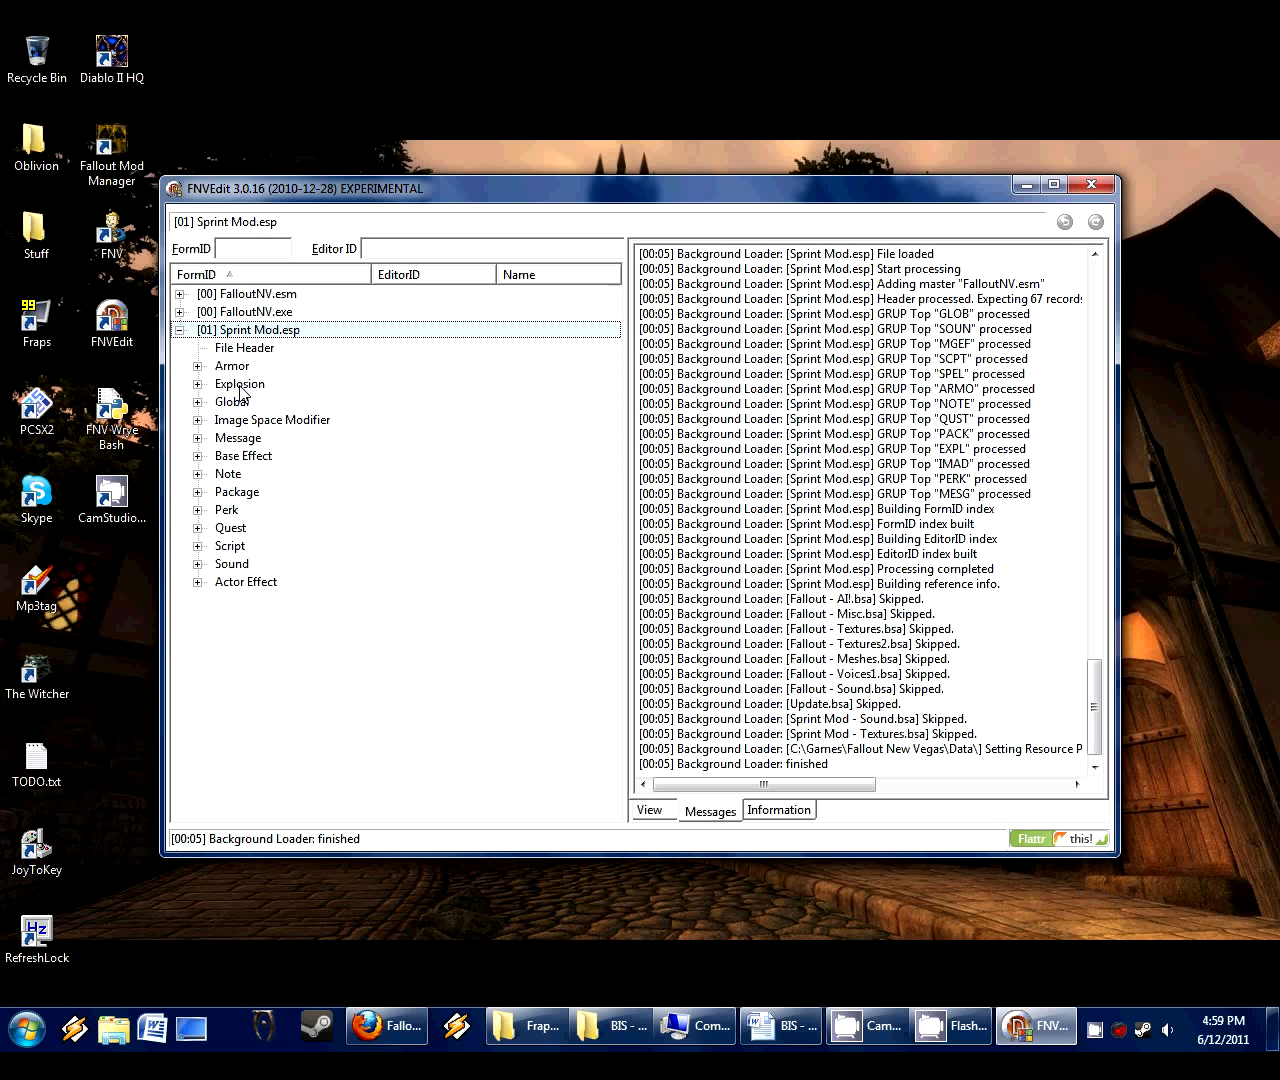 Recycle Bin
Diablo II HQ
Oblivion
Fallout Mod
Manager
Stuff
FNV
99
Fraps
FNVEdit
PCSX2
FNV Wrye
Bash
Skype
CamStudio...
Mp3tag
The Witcher
TODO.txt
JoyToKey
Hz
RefreshLock
FNVEdit 3.0.16 (2010-12-28) EXPERIMENTAL
[01] Sprint Mod.esp
FormID
Editor ID
FormID
EditorID
Name
[00] FalloutNV.esm
[00] FalloutNV.exe
[01] Sprint Mod.esp
File Header
Armor
Explosion
Global
Image Space Modifier
Message
Base Effect
Note
Package
Perk
Quest
Script
Sound
Actor Effect
[00:05] Background Loader: [Sprint Mod.esp] File loaded
[00:05] Background Loader: [Sprint Mod.esp] Start processing
[00:05] Background Loader: [Sprint Mod.esp] Adding master "FalloutNV.esm"
[00:05] Background Loader: [Sprint Mod.esp] Header processed. Expecting 67 records
[00:05] Background Loader: [Sprint Mod.esp] GRUP Top "GLOB" processed
[00:05] Background Loader: [Sprint Mod.esp] GRUP Top "SOUN" processed
[00:05] Background Loader: [Sprint Mod.esp] GRUP Top "MGEF" processed
[00:05] Background Loader: [Sprint Mod.esp] GRUP Top "SCPT" processed
[00:05] Background Loader: [Sprint Mod.esp] GRUP Top "SPEL" processed
[00:05] Background Loader: [Sprint Mod.esp] GRUP Top "ARMO" processed
[00:05] Background Loader: [Sprint Mod.esp] GRUP Top "NOTE" processed
[00:05] Background Loader: [Sprint Mod.esp] GRUP Top "QUST" processed
[00:05] Background Loader: [Sprint Mod.esp] GRUP Top "PACK" processed
[00:05] Background Loader: [Sprint Mod.esp] GRUP Top "EXPL" processed
[00:05] Background Loader: [Sprint Mod.esp] GRUP Top "IMAD" processed
[00:05] Background Loader: [Sprint Mod.esp] GRUP Top "PERK" processed
[00:05] Background Loader: [Sprint Mod.esp] GRUP Top "MESG" processed
[00:05] Background Loader: [Sprint Mod.esp] Building FormID index
[00:05] Background Loader: [Sprint Mod.esp] FormID index built
[00:05] Background Loader: [Sprint Mod.esp] Building EditorID index
[00:05] Background Loader: [Sprint Mod.esp] EditorID index built
[00:05] Background Loader: [Sprint Mod.esp] Processing completed
[00:05] Background Loader: [Sprint Mod.esp] Building reference info.
[00:05] Background Loader: [Fallout - AI!.bsa] Skipped.
[00:05] Background Loader: [Fallout - Misc.bsa] Skipped.
[00:05] Background Loader: [Fallout - Textures.bsa] Skipped.
[00:05] Background Loader: [Fallout - Textures2.bsa] Skipped.
[00:05] Background Loader: [Fallout - Meshes.bsa] Skipped.
[00:05] Background Loader: [Fallout - Voices1.bsa] Skipped.
[00:05] Background Loader: [Fallout - Sound.bsa] Skipped.
[00:05] Background Loader: [Update.bsa] Skipped.
[00:05] Background Loader: [Sprint Mod - Sound.bsa] Skipped.
[00:05] Background Loader: [Sprint Mod - Textures.bsa] Skipped.
[00:05] Background Loader: [C:\Games\Fallout New Vegas\Data\] Setting Resource P
[00:05] Background Loader: finished
View
Messages
Information
[00:05] Background Loader: finished
Flattr this!
Fallo...
Frap...
BIS - ...
Com...
BIS - ...
Cam...
Flash...
FNV...
4:59 PM
6/12/2011